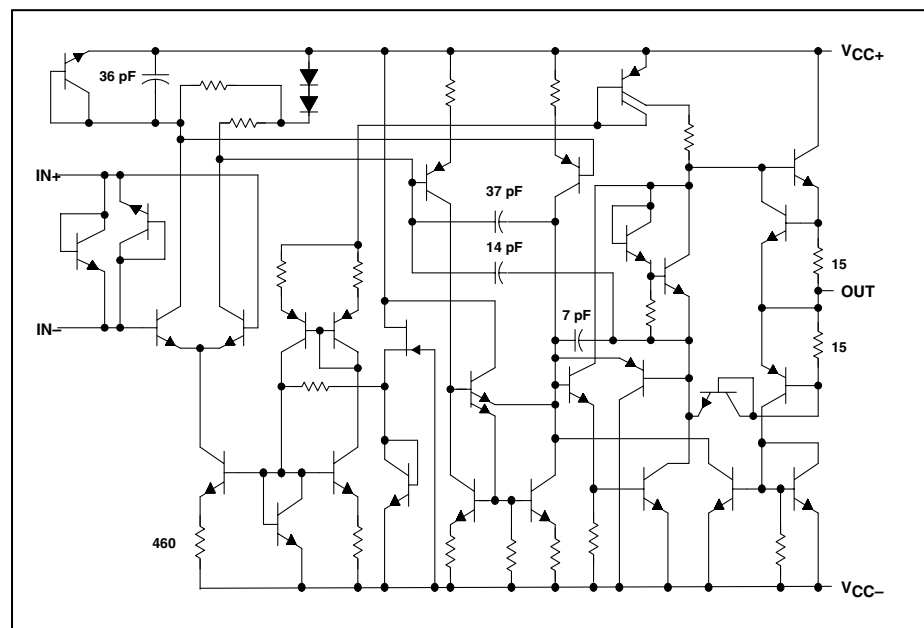 VCC+
36 pF
IN+
37 pF
14 pF
15
OUT
IN–
7 pF
15
460
VCC–